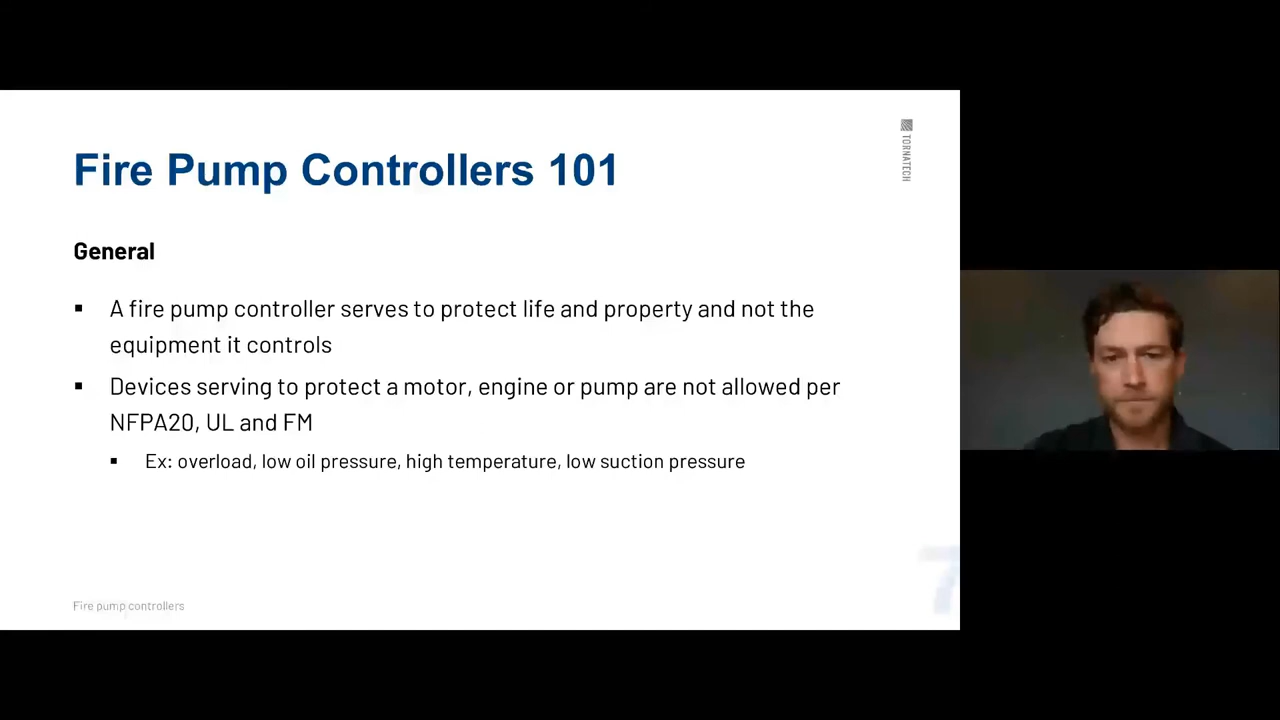 TORNATECH
Fire Pump Controllers 101
General
▪ A fire pump controller serves to protect life and property and not the
equipment it controls
▪ Devices serving to protect a motor, engine or pump are not allowed per
NFPA20, UL and FM
▪ Ex: overload, low oil pressure, high temperature, low suction pressure
Fire pump controllers
7